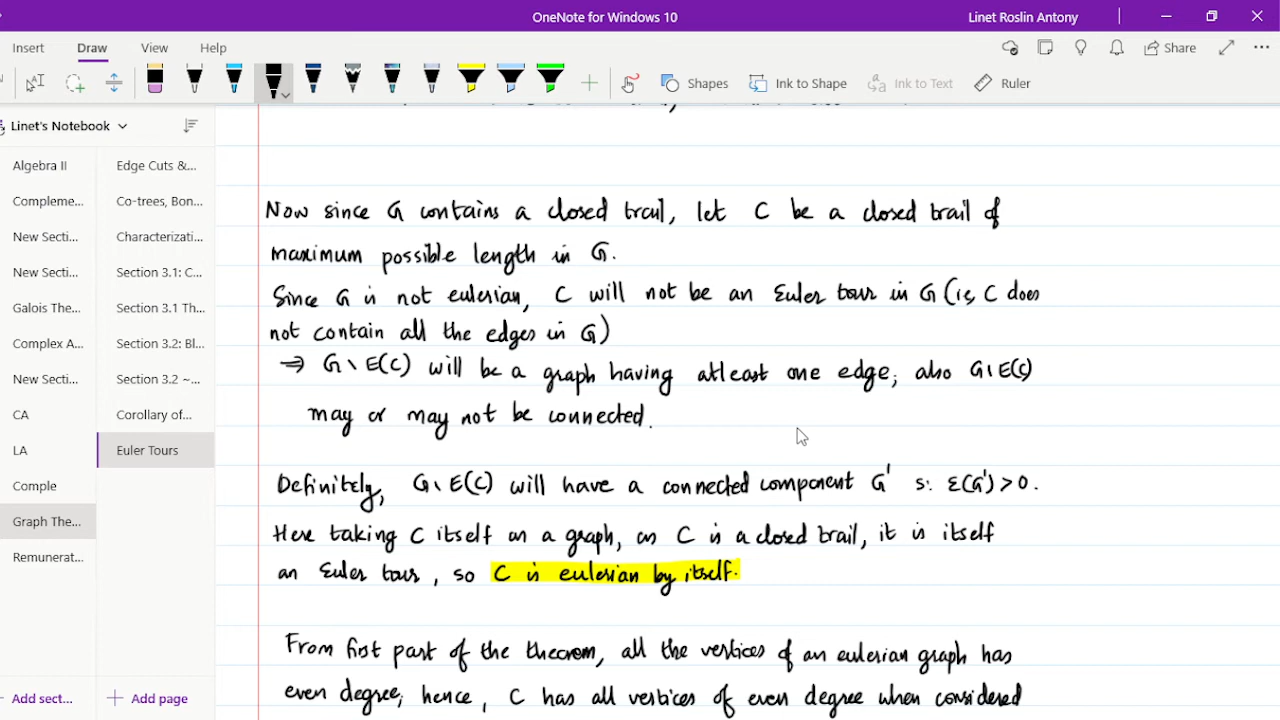 OneNote for Windows 10
Linet Roslin Antony
Insert
Draw
View
Help
Share
Shapes
Ink to Shape
Ink to Text
Ruler
Linet's Notebook
Algebra II
Compleme...
New Secti...
New Secti...
Galois The...
Complex A...
New Secti...
CA
LA
Comple
Graph The...
Remunerat...
Add sect...
Edge Cuts &...
Co-trees, Bon...
Characterizati...
Section 3.1: C...
Section 3.1 Th...
Section 3.2: Bl...
Section 3.2 ~...
Corollary of...
Euler Tours
Add page
Now since G contains a closed trail, let C be a closed trail of
maximum possible length in G.
Since G is not eulerian, C will not be an Euler tour in G (ie, C does
not contain all the edges in G)
⇒ G \ E(C) will be a graph having atleast one edge; also G \ E(C)
may or may not be connected.
Definitely, G \ E(C) will have a connected component G' s: ε(G') > 0.
Here taking C itself as a graph, as C is a closed trail, it is itself
an Euler tour, so C is eulerian by itself.
From first part of the theorem, all the vertices of an eulerian graph has
even degree; hence, C has all vertices of even degree when considered